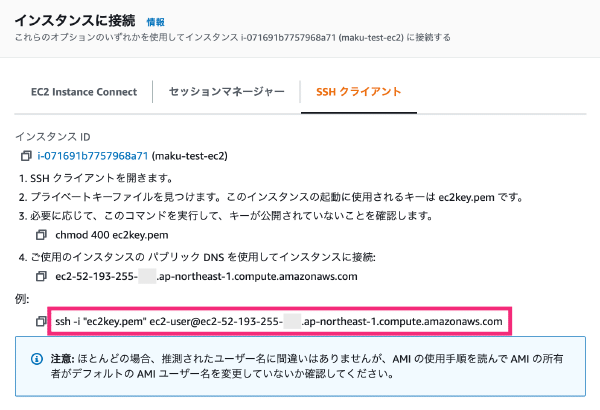 インスタンスに接続 情報
これらのオプションのいずれかを使用してインスタンス i-071691b7757968a71 (maku-test-ec2) に接続する
EC2 Instance Connect
セッションマネージャー
SSH クライアント
インスタンス ID
i-071691b7757968a71 (maku-test-ec2)
1. SSH クライアントを開きます。
2. プライベートキーファイルを見つけます。このインスタンスの起動に使用されるキーは ec2key.pem です。
3. 必要に応じて、このコマンドを実行して、キーが公開されていないことを確認します。
chmod 400 ec2key.pem
4. ご使用のインスタンスの パブリック DNS を使用してインスタンスに接続:
ec2-52-193-255- .ap-northeast-1.compute.amazonaws.com
例:
ssh -i "ec2key.pem" ec2-user@ec2-52-193-255- .ap-northeast-1.compute.amazonaws.com
注意: ほとんどの場合、推測されたユーザー名に間違いはありませんが、AMI の使用手順を読んで AMI の所有
者がデフォルトの AMI ユーザー名を変更していないか確認してください。